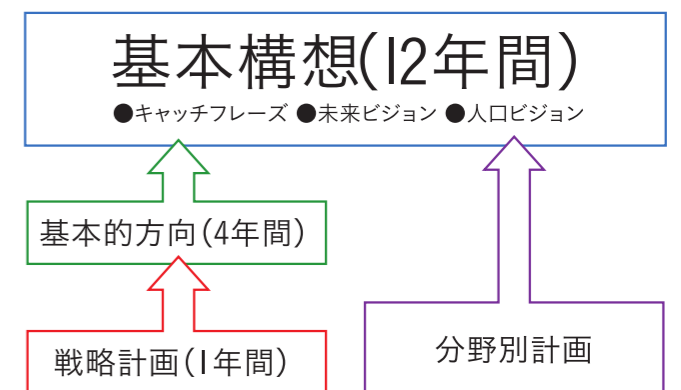 基本構想(12年間)
●キャッチフレーズ ●未来ビジョン ●人口ビジョン
基本的方向(4年間)
戦略計画(1年間)
分野別計画